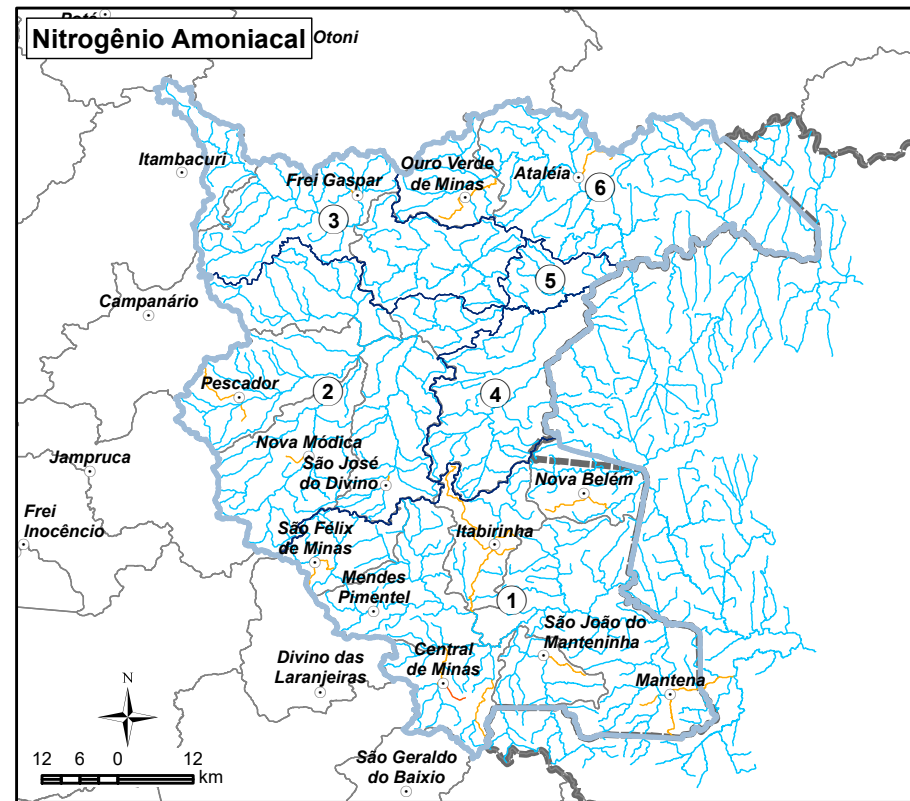 Nitrogênio Amoniacal
Otoni
Itambacuri
Frei Gaspar
Ouro Verde
de Minas
Ataléia
6
3
5
Campanário
Pescador
2
4
Nova Módica
São José
do Divino
Jampruca
Nova Belém
Frei
Inocêncio
São Félix
de Minas
Itabirinha
Mendes
Pimentel
1
São João do
Manteninha
Divino das
Laranjeiras
Central
de Minas
Mantena
N
São Geraldo
do Baixio
12 6 0 12
km